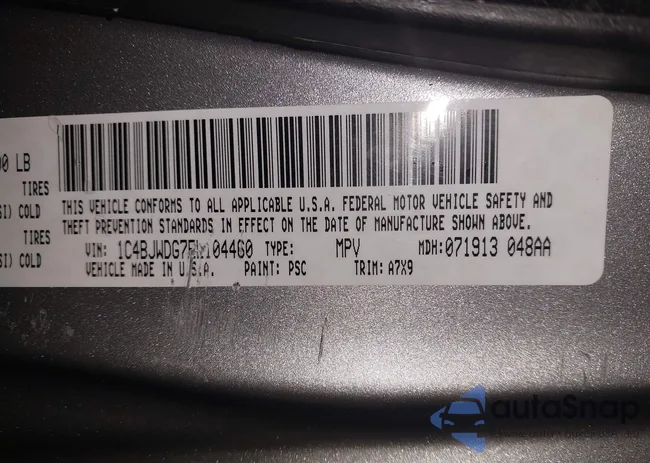 00 LB
TIRES
SI) COLD
TIRES
SI) COLD
THIS VEHICLE CONFORMS TO ALL APPLICABLE U.S.A. FEDERAL MOTOR VEHICLE SAFETY AND
THEFT PREVENTION STANDARDS IN EFFECT ON THE DATE OF MANUFACTURE SHOWN ABOVE.
VIN: TYPE: MPV MDH: 071913 048AA
VEHICLE MADE IN U.S.A. PAINT: PSC TRIM: A7X9
autoSnap